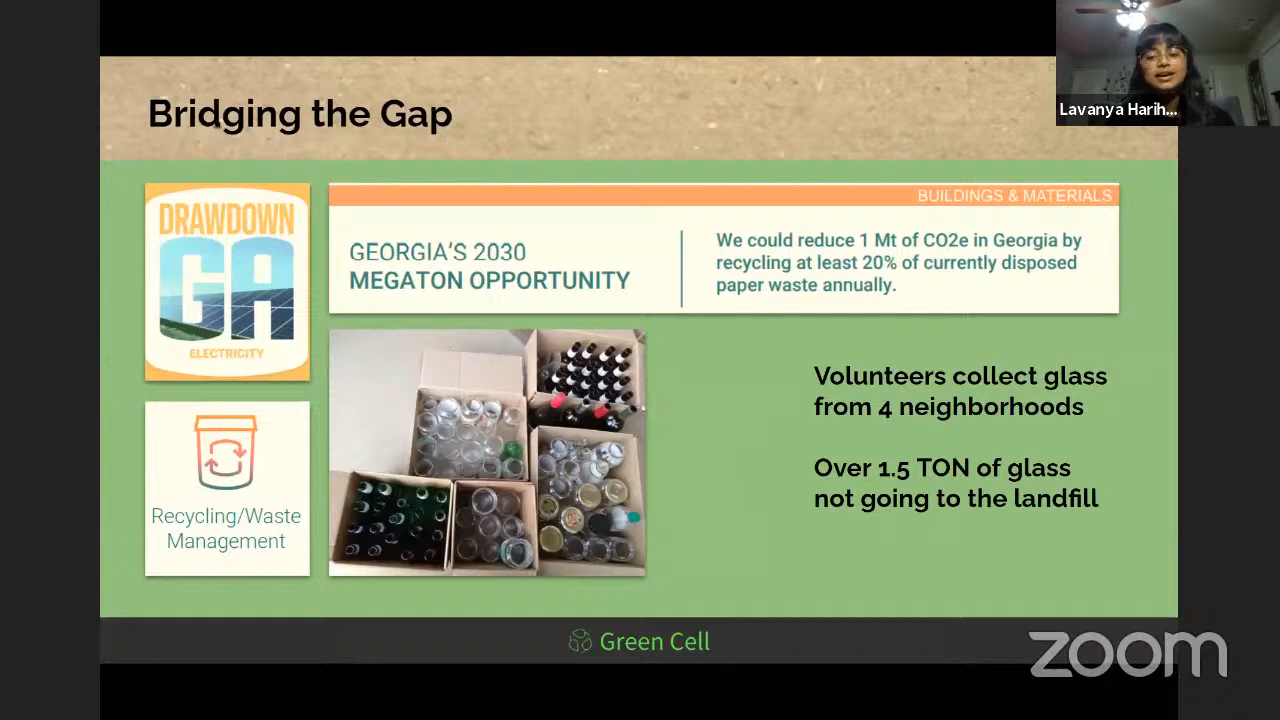 Bridging the Gap
Lavanya Harih...
DRAWDOWN
GA
ELECTRICITY
BUILDINGS & MATERIALS
GEORGIA'S 2030
MEGATON OPPORTUNITY
We could reduce 1 Mt of CO2e in Georgia by
recycling at least 20% of currently disposed
paper waste annually.
Recycling/Waste
Management
Volunteers collect glass
from 4 neighborhoods
Over 1.5 TON of glass
not going to the landfill
Green Cell
zoom